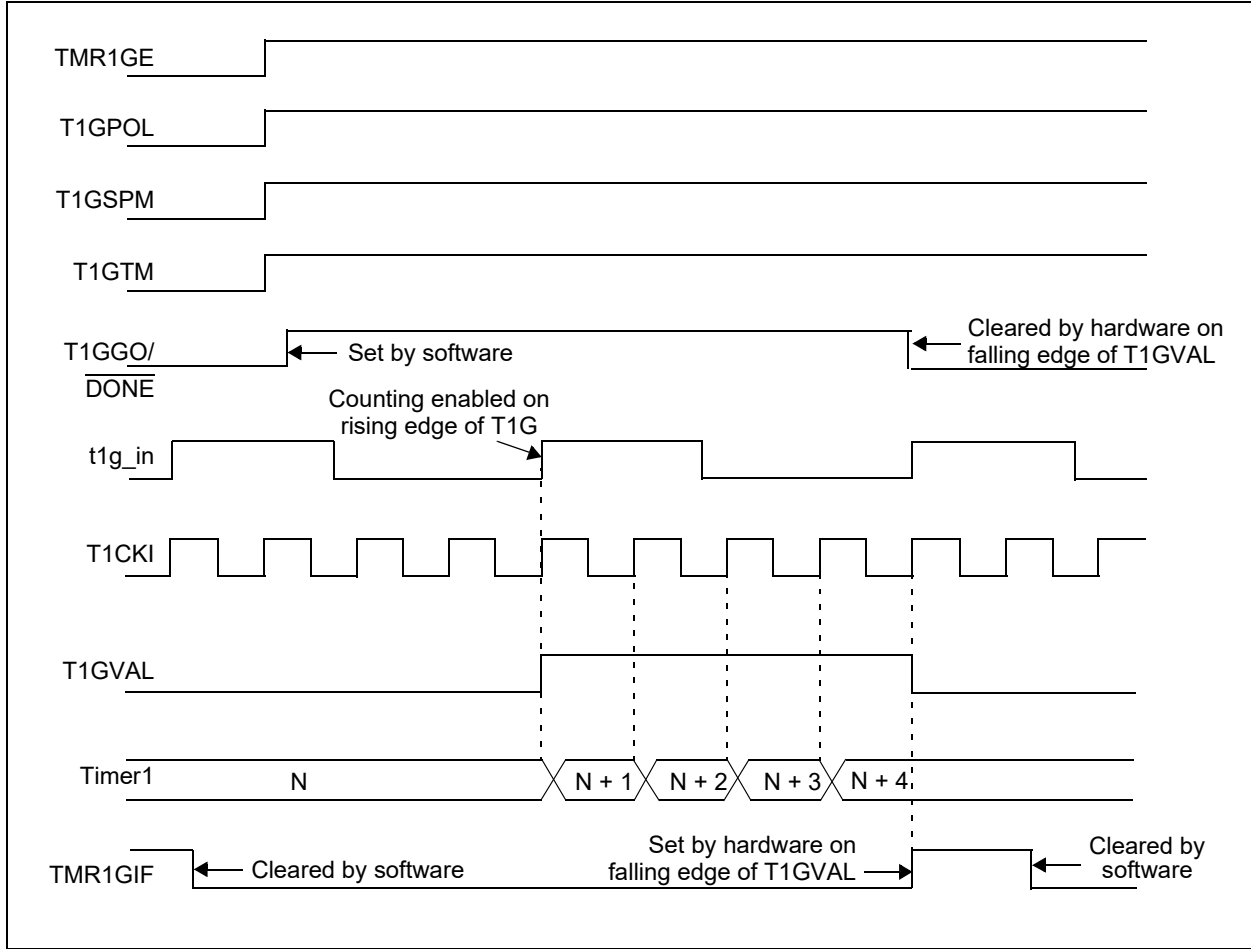 TMR1GE
T1GPOL
T1GSPM
T1GTM
T1GGO/
DONE
Set by software
Cleared by hardware on
falling edge of T1GVAL
Counting enabled on
rising edge of T1G
t1g_in
T1CKI
T1GVAL
Timer1
N
N + 1
N + 2
N + 3
N + 4
TMR1GIF
Cleared by software
Set by hardware on
falling edge of T1GVAL
Cleared by
software